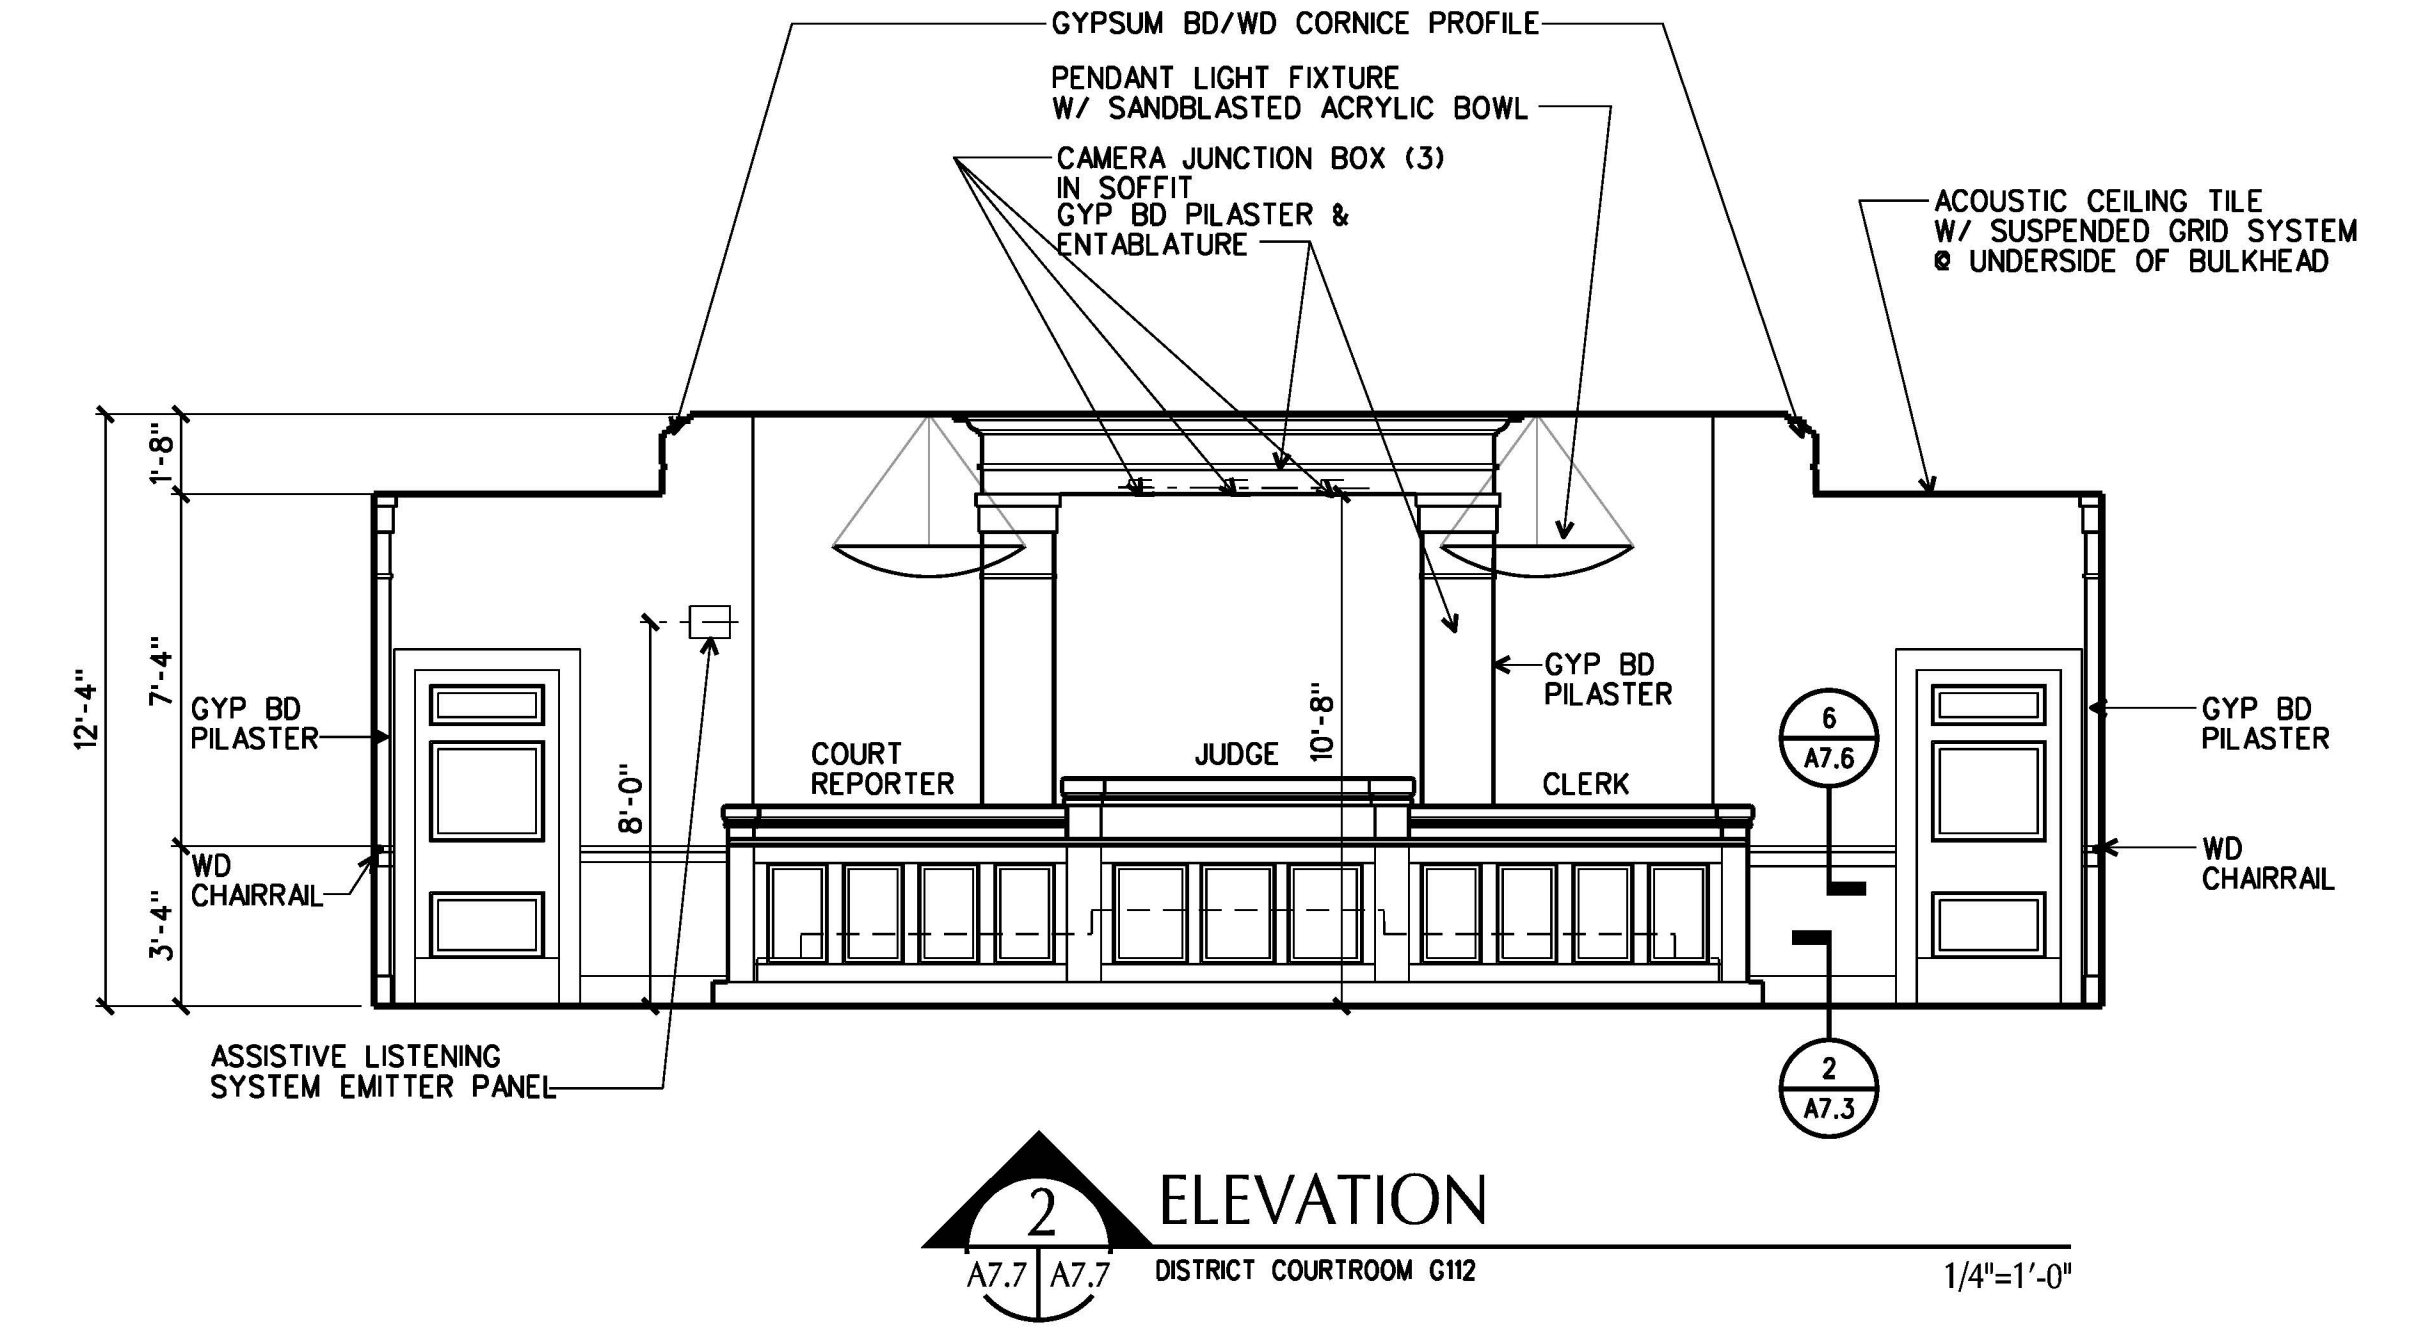 GYPSUM BD/WD CORNICE PROFILE
PENDANT LIGHT FIXTURE
W/ SANDBLASTED ACRYLIC BOWL
CAMERA JUNCTION BOX (3)
IN SOFFIT
GYP BD PILASTER &
ENTABLATURE
ACOUSTIC CEILING TILE
W/ SUSPENDED GRID SYSTEM
@ UNDERSIDE OF BULKHEAD
12'-4"
1'-8"
7'-4"
3'-4"
GYP BD
PILASTER
WD
CHAIRRAIL
8'-0"
COURT
REPORTER
JUDGE
10'-8"
GYP BD
PILASTER
CLERK
6
A7.6
GYP BD
PILASTER
WD
CHAIRRAIL
2
A7.3
ASSISTIVE LISTENING
SYSTEM EMITTER PANEL
2
A7.7 A7.7
ELEVATION
DISTRICT COURTROOM G112
1/4"=1'-0"